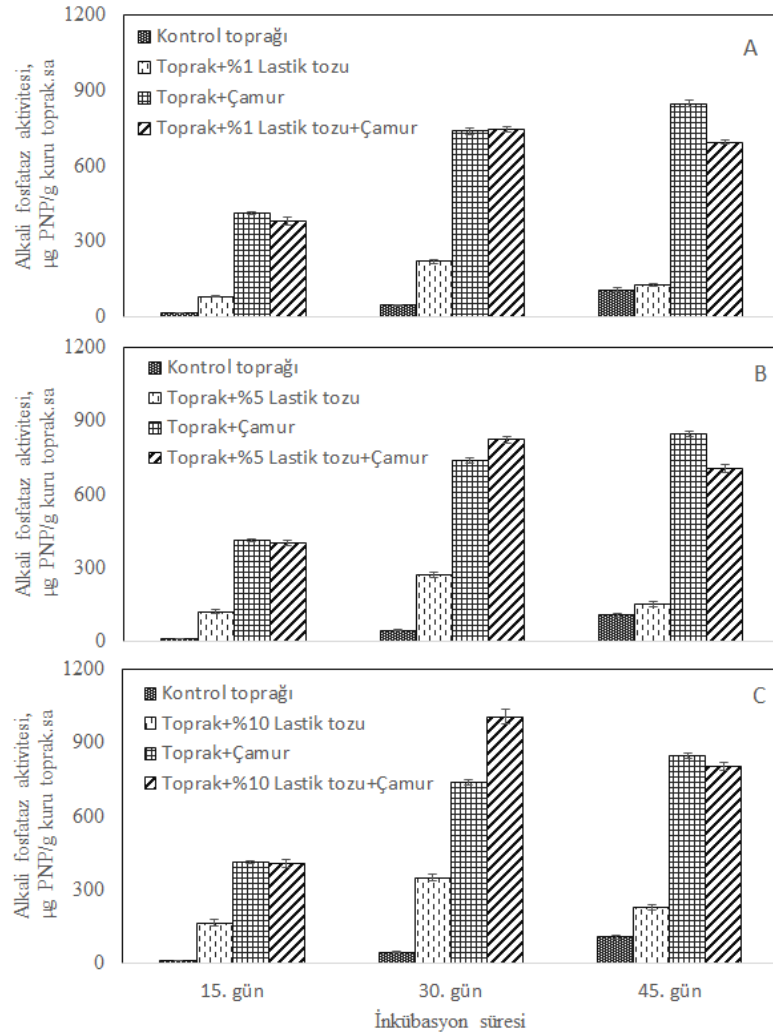 1200
900
600
300
0
Alkali fosfataz aktivitesi,
µg PNP/g kuru toprak.sa
Kontrol toprağı
Toprak+%1 Lastik tozu
Toprak+Çamur
Toprak+%1 Lastik tozu+Çamur
A
1200
900
600
300
0
Alkali fosfataz aktivitesi,
µg PNP/g kuru toprak.sa
Kontrol toprağı
Toprak+%5 Lastik tozu
Toprak+Çamur
Toprak+%5 Lastik tozu+Çamur
B
1200
900
600
300
0
Alkali fosfataz aktivitesi,
µg PNP/g kuru toprak.sa
Kontrol toprağı
Toprak+%10 Lastik tozu
Toprak+Çamur
Toprak+%10 Lastik tozu+Çamur
C
15. gün
30. gün
45. gün
İnkübasyon süresi